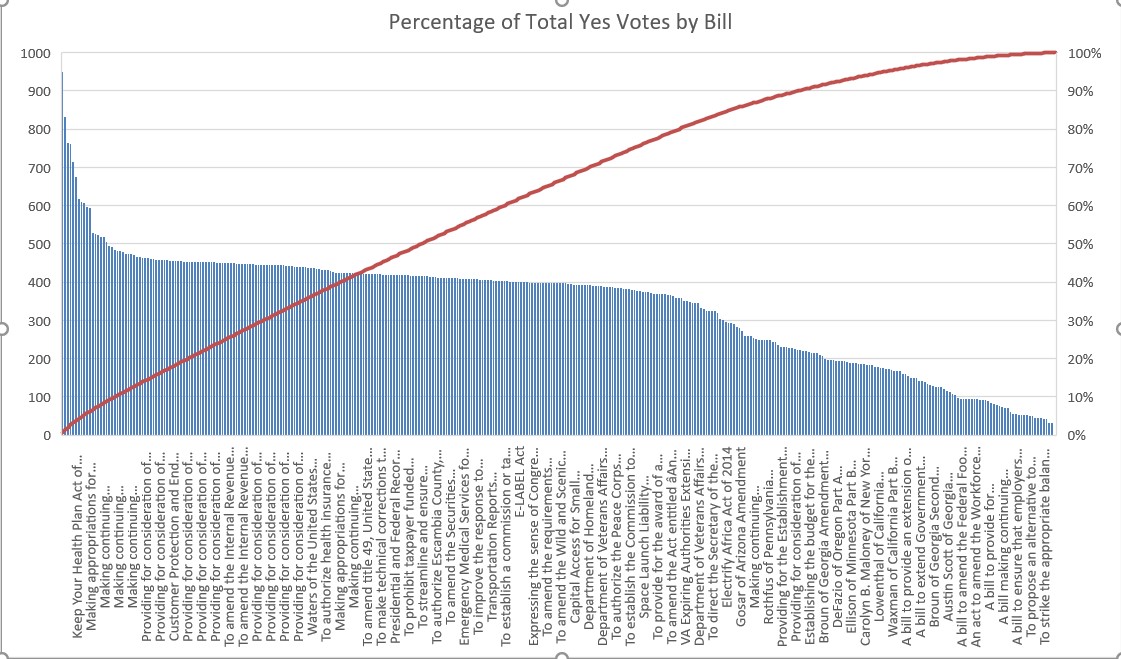 Percentage of Total Yes Votes by Bill
1000
900
800
700
600
500
400
300
200
100
0
100%
90%
80%
70%
60%
50%
40%
30%
20%
10%
0%
Keep Your Health Plan Act of...
Making appropriations for...
Making continuing...
Making continuing...
Making continuing...
Providing for consideration of...
Providing for consideration of...
Customer Protection and End...
Providing for consideration of...
Providing for consideration of...
Providing for consideration of...
To amend the Internal Revenue...
To amend the Internal Revenue...
Providing for consideration of...
Providing for consideration of...
Providing for consideration of...
Providing for consideration of...
Waters of the United States...
To authorize health insurance...
Making appropriations for...
Making continuing...
To amend title 49, United State...
To make technical corrections t...
Presidential and Federal Recor...
To prohibit taxpayer funded...
To streamline and ensure...
To authorize Escambia County,...
To amend the Securities...
Emergency Medical Services fo...
To improve the response to...
Transportation Reports...
To establish a commission or ta...
E-LABEL Act
Expressing the sense of Congre...
To amend the requirements...
To amend the Wild and Scenic...
Capital Access for Small...
Department of Homeland...
Department of Veterans Affairs...
To authorize the Peace Corps...
To establish the Commission to...
Space Launch Liability...
To provide for the award of a...
To amend the Act entitled âAn...
VA Expiring Authorities Extensi...
Department of Veterans Affairs...
To direct the Secretary of the...
Electrify Africa Act of 2014
Gosar of Arizona Amendment
Making continuing...
Rothfus of Pennsylvania...
Providing for the Establishment...
Providing for consideration of...
Establishing the budget for the...
Broun of Georgia Amendment...
DeFazio of Oregon Part A...
Ellison of Minnesota Part B...
Carolyn B. Maloney of New Yor...
Lowenthal of California...
Waxman of California Part B...
A bill to provide an extension o...
A bill to extend Government...
Broun of Georgia Second...
Austin Scott of Georgia...
A bill to amend the Federal Foo...
An act to amend the Workforce...
A bill to provide for...
A bill making continuing...
A bill to ensure that employers...
To propose an alternative to...
To strike the appropriate balan...